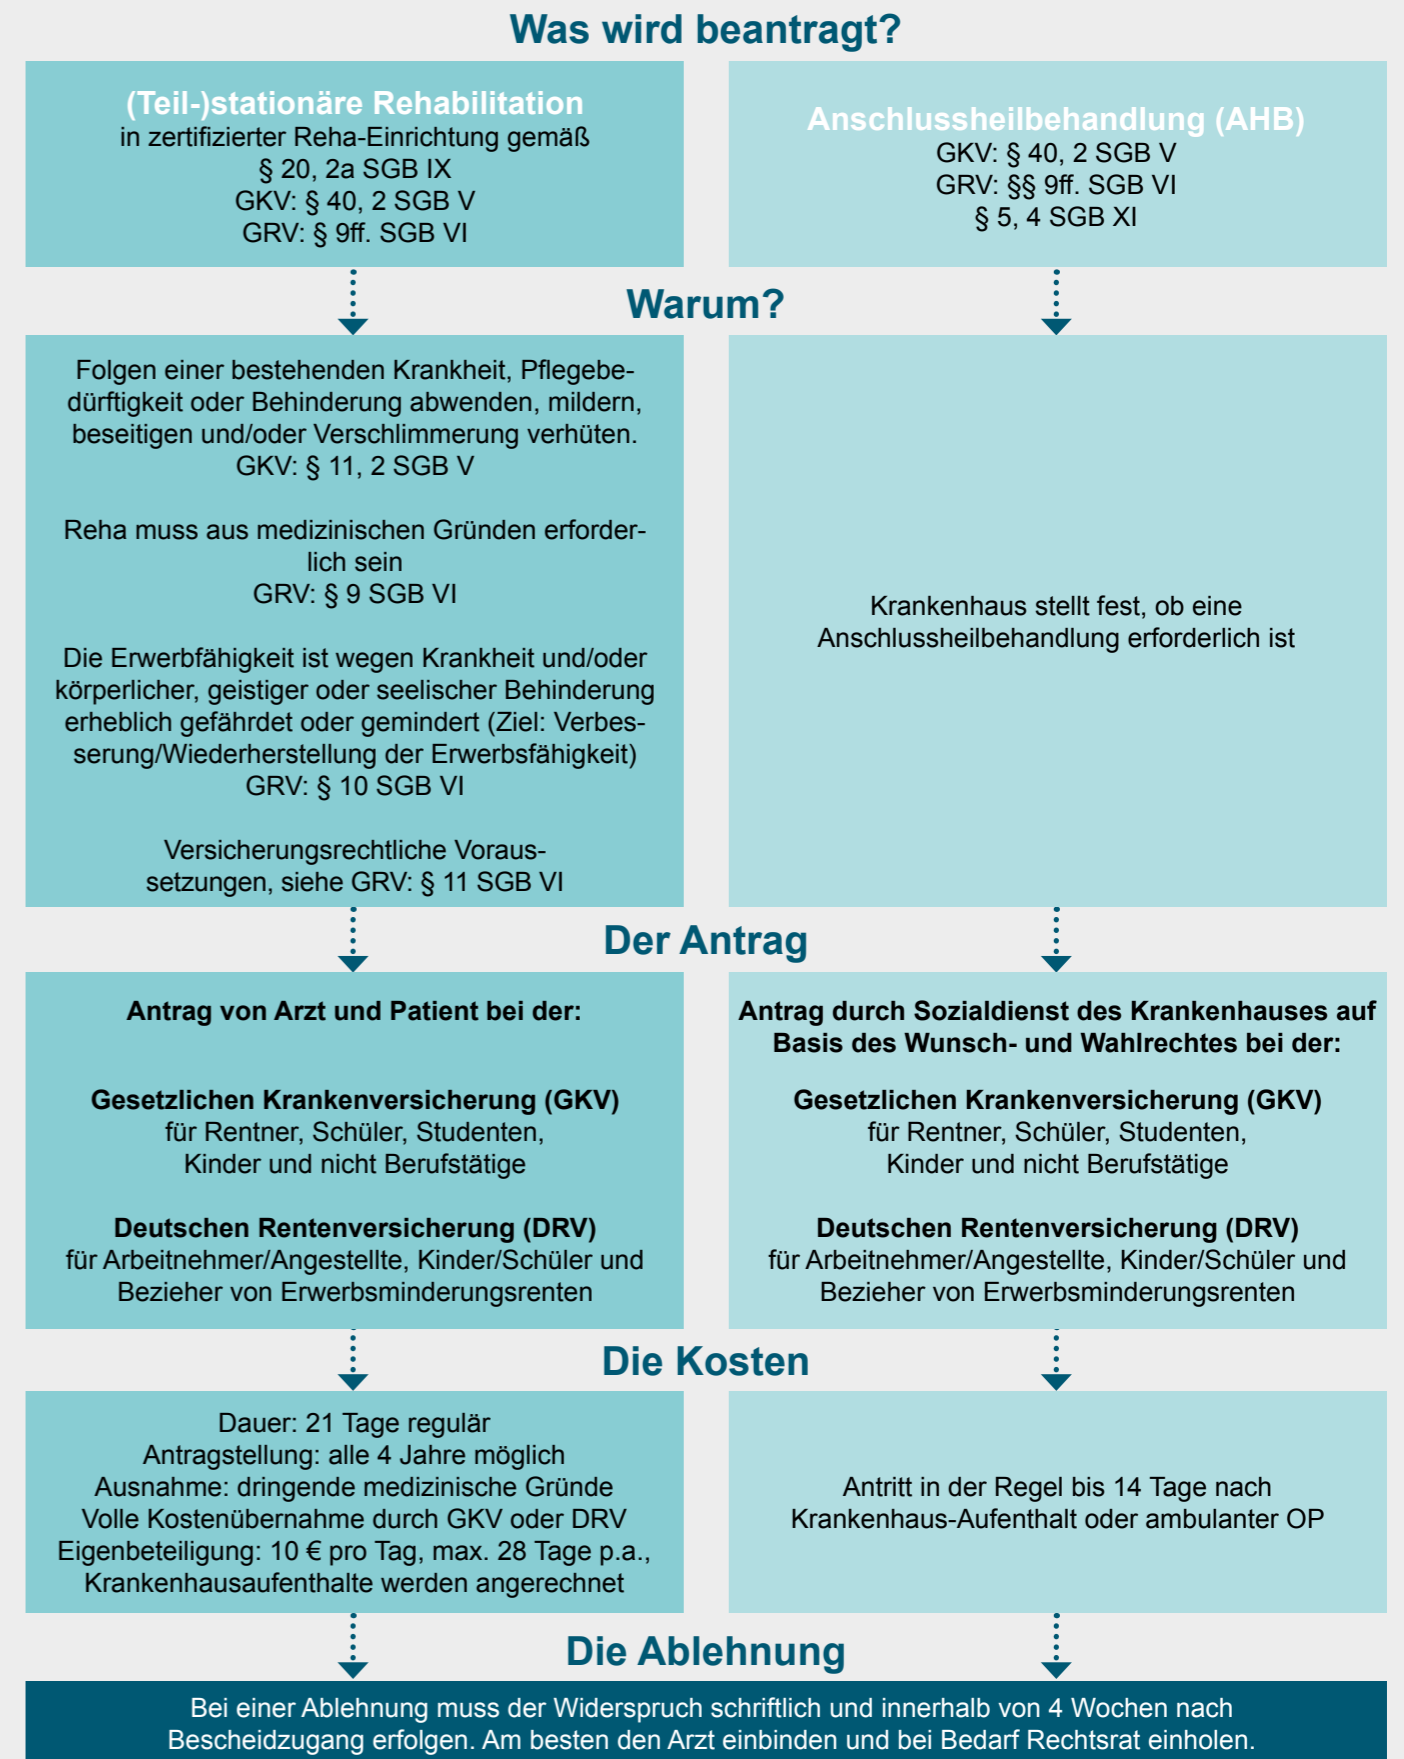 Was wird beantragt?
(Teil-)stationäre Rehabilitation
in zertifizierter Reha-Einrichtung gemäß
§ 20, 2a SGB IX
GKV: § 40, 2 SGB V
GRV: § 9ff. SGB VI
Anschlussheilbehandlung (AHB)
GKV: § 40, 2 SGB V
GRV: §§ 9ff. SGB VI
§ 5, 4 SGB XI
Warum?
Folgen einer bestehenden Krankheit, Pflegebe-
dürftigkeit oder Behinderung abwenden, mildern,
beseitigen und/oder Verschlimmerung verhüten.
GKV: § 11, 2 SGB V
Reha muss aus medizinischen Gründen erforder-
lich sein
GRV: § 9 SGB VI
Die Erwerbfähigkeit ist wegen Krankheit und/oder
körperlicher, geistiger oder seelischer Behinderung
erheblich gefährdet oder gemindert (Ziel: Verbes-
serung/Wiederherstellung der Erwerbsfähigkeit)
GRV: § 10 SGB VI
Versicherungsrechtliche Voraus-
setzungen, siehe GRV: § 11 SGB VI
Krankenhaus stellt fest, ob eine
Anschlussheilbehandlung erforderlich ist
Der Antrag
Antrag von Arzt und Patient bei der:
Gesetzlichen Krankenversicherung (GKV)
für Rentner, Schüler, Studenten,
Kinder und nicht Berufstätige
Deutschen Rentenversicherung (DRV)
für Arbeitnehmer/Angestellte, Kinder/Schüler und
Bezieher von Erwerbsminderungsrenten
Antrag durch Sozialdienst des Krankenhauses auf
Basis des Wunsch- und Wahlrechtes bei der:
Gesetzlichen Krankenversicherung (GKV)
für Rentner, Schüler, Studenten,
Kinder und nicht Berufstätige
Deutschen Rentenversicherung (DRV)
für Arbeitnehmer/Angestellte, Kinder/Schüler und
Bezieher von Erwerbsminderungsrenten
Die Kosten
Dauer: 21 Tage regulär
Antragstellung: alle 4 Jahre möglich
Ausnahme: dringende medizinische Gründe
Volle Kostenübernahme durch GKV oder DRV
Eigenbeteiligung: 10 € pro Tag, max. 28 Tage p.a.,
Krankenhausaufenthalte werden angerechnet
Antritt in der Regel bis 14 Tage nach
Krankenhaus-Aufenthalt oder ambulanter OP
Die Ablehnung
Bei einer Ablehnung muss der Widerspruch schriftlich und innerhalb von 4 Wochen nach
Bescheidzugang erfolgen. Am besten den Arzt einbinden und bei Bedarf Rechtsrat einholen.